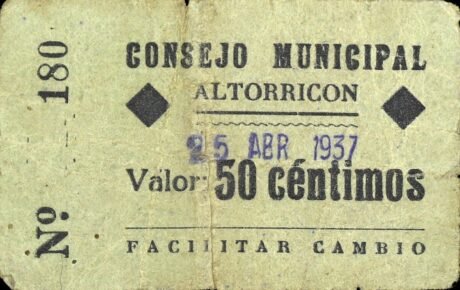 Nº 180
CONSEJO MUNICIPAL
ALTORRICON
25 ABR 1937
Valor: 50 céntimos
FACILITAR CAMBIO